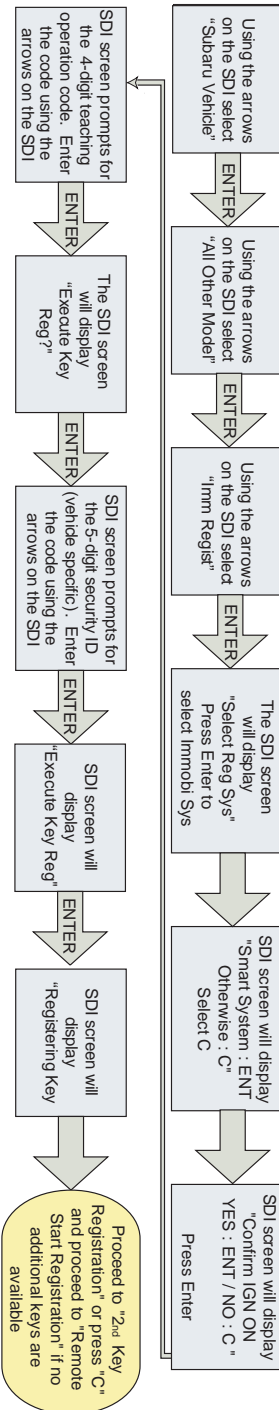 Using the arrows
on the SDI select
“Subaru Vehicle”
ENTER
Using the arrows
on the SDI select
“All Other Model”
ENTER
Using the arrows
on the SDI select
“Imm Regist”
ENTER
The SDI screen
will display
"Select Reg Sys"
Press Enter to
select Immobi Sys
SDI screen will display
"Smart System : ENT
Otherwise : C"
Select C
SDI screen will display
"Confirm IGN ON
YES : ENT / NO : C "
Press Enter
SDI screen prompts for
the 4-digit teaching
operation code. Enter
the code using the
arrows on the SDI
ENTER
The SDI screen
will display
“Execute Key
Reg?”
ENTER
SDI screen prompts for
the 5-digit security ID
(vehicle specific). Enter
the code using the
arrows on the SDI
ENTER
SDI screen will
display
“Execute Key Reg”
ENTER
SDI screen will
display
“Registering Key
Proceed to "2nd Key
Registration" or press "C"
and proceed to "Remote
Start Registration" if no
additional keys are
available